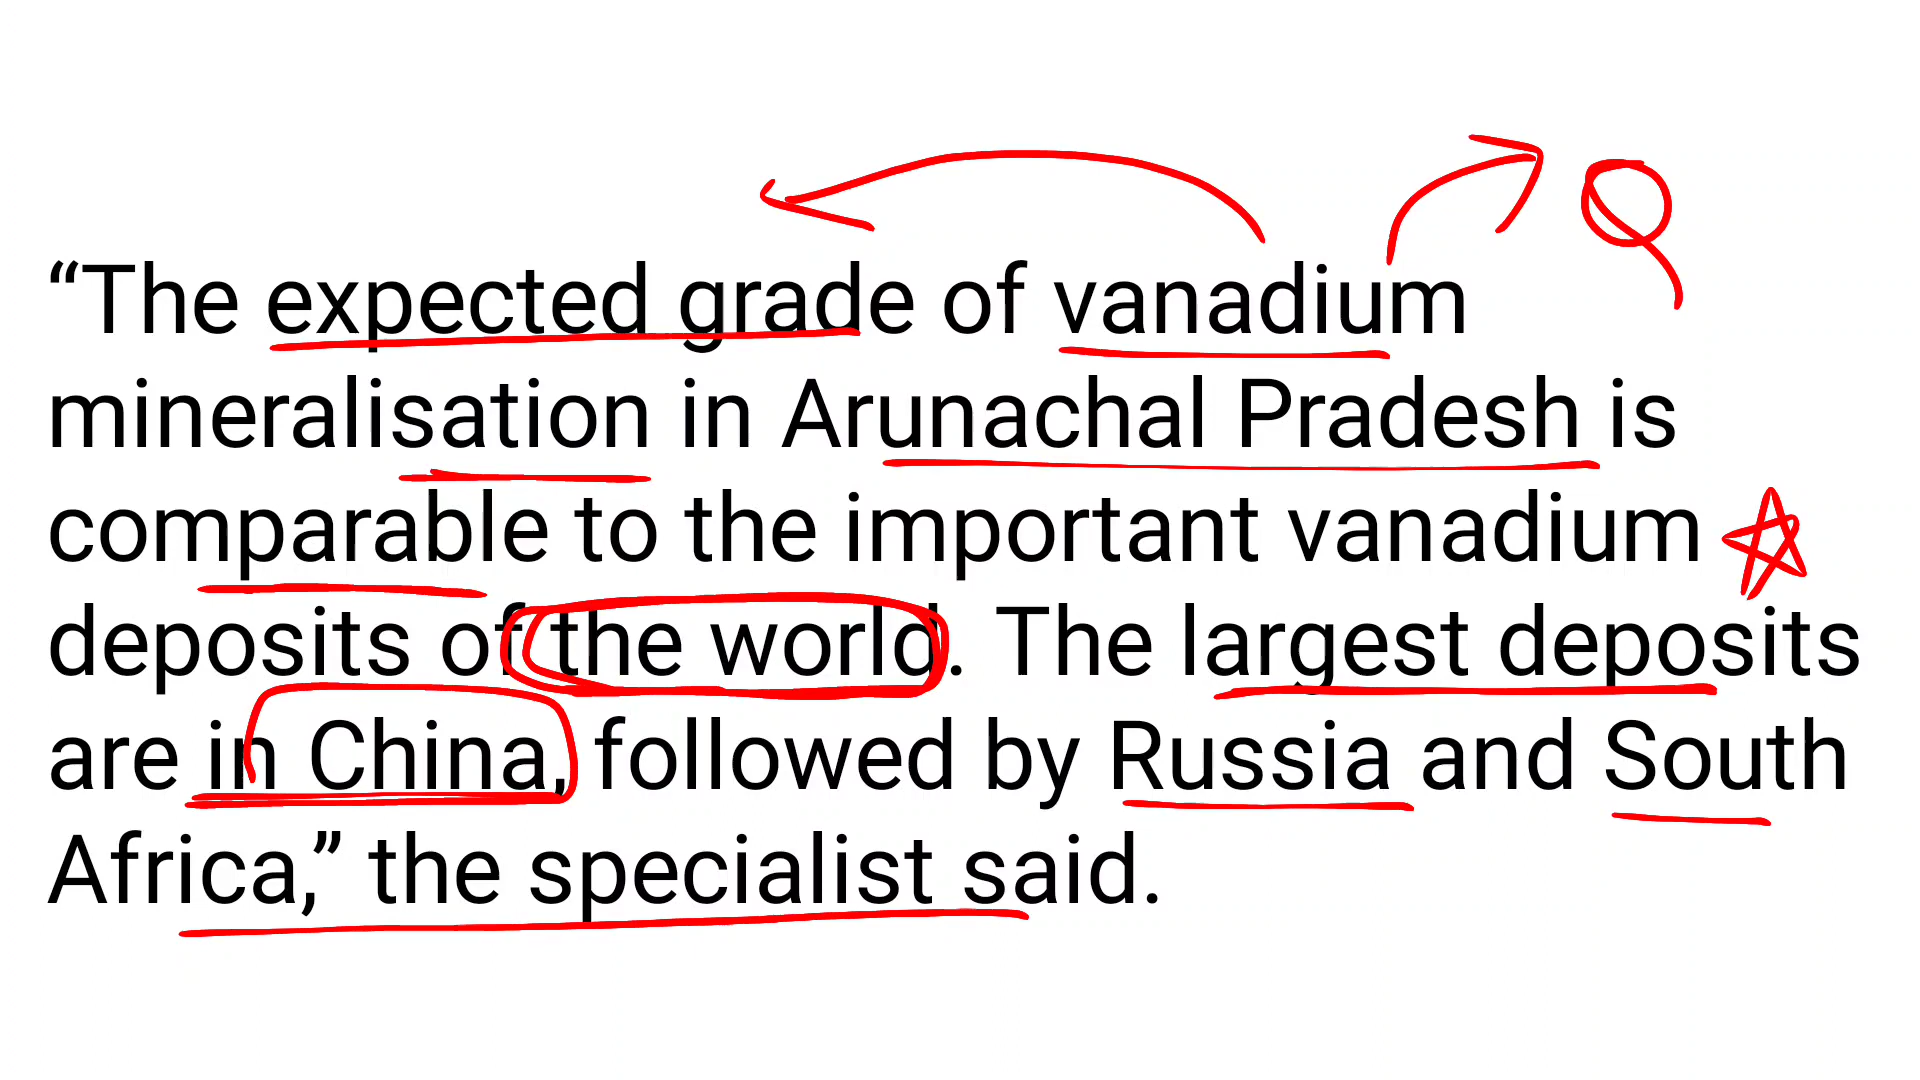 “The expected grade of vanadium
mineralisation in Arunachal Pradesh is
comparable to the important vanadium
deposits of the world. The largest deposits
are in China, followed by Russia and South
Africa,” the specialist said.